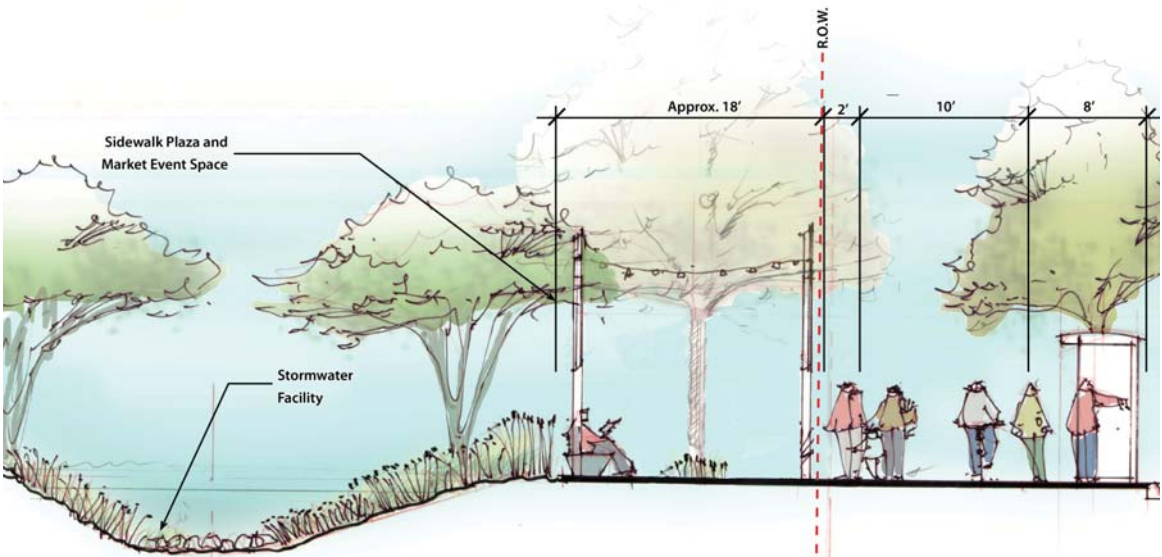 R.O.W.
Approx. 18'
2'
10'
8'
Sidewalk Plaza and
Market Event Space
Stormwater
Facility